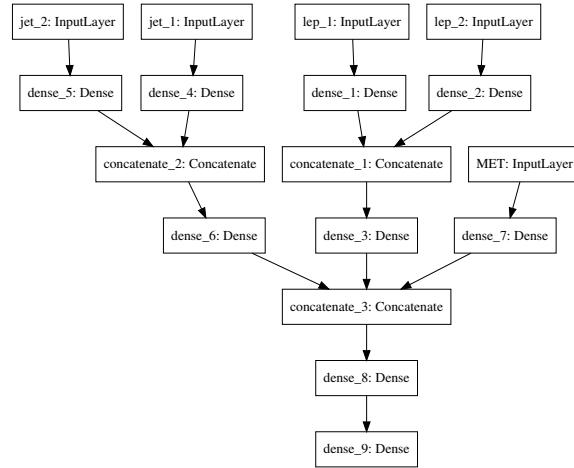 jet_2: InputLayer
jet_1: InputLayer
lep_1: InputLayer
lep_2: InputLayer
dense_5: Dense
dense_4: Dense
dense_1: Dense
dense_2: Dense
concatenate_2: Concatenate
concatenate_1: Concatenate
MET: InputLayer
dense_6: Dense
dense_3: Dense
dense_7: Dense
concatenate_3: Concatenate
dense_8: Dense
dense_9: Dense